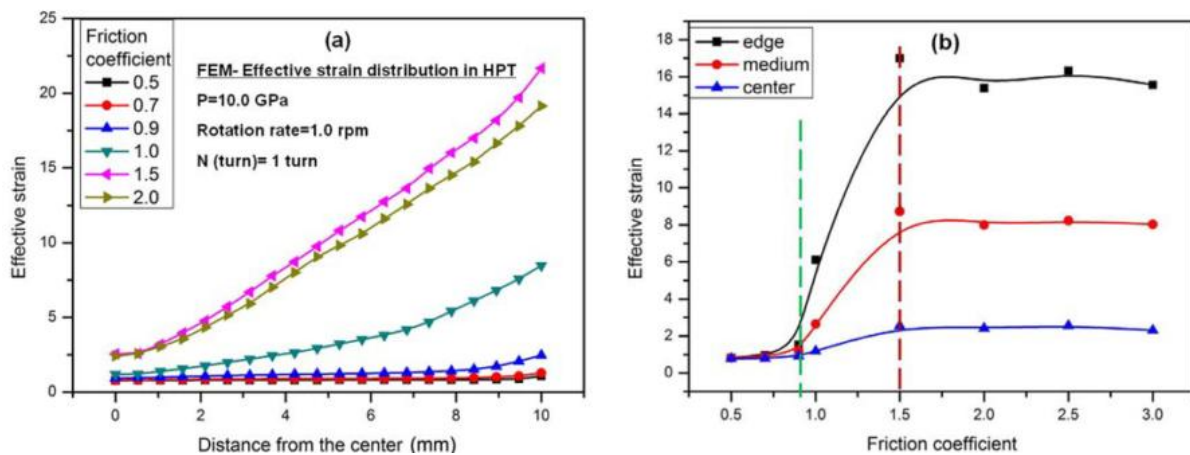 Friction
coefficient
0.5
0.7
0.9
1.0
1.5
2.0
(a)
FEM- Effective strain distribution in HPT
P=10.0 GPa
Rotation rate=1.0 rpm
N (turn)= 1 turn
Effective strain
25
20
15
10
5
0
0 2 4 6 8 10
Distance from the center (mm)
edge
medium
center
(b)
Effective strain
18
16
14
12
10
8
6
4
2
0
0.5 1.0 1.5 2.0 2.5 3.0
Friction coefficient